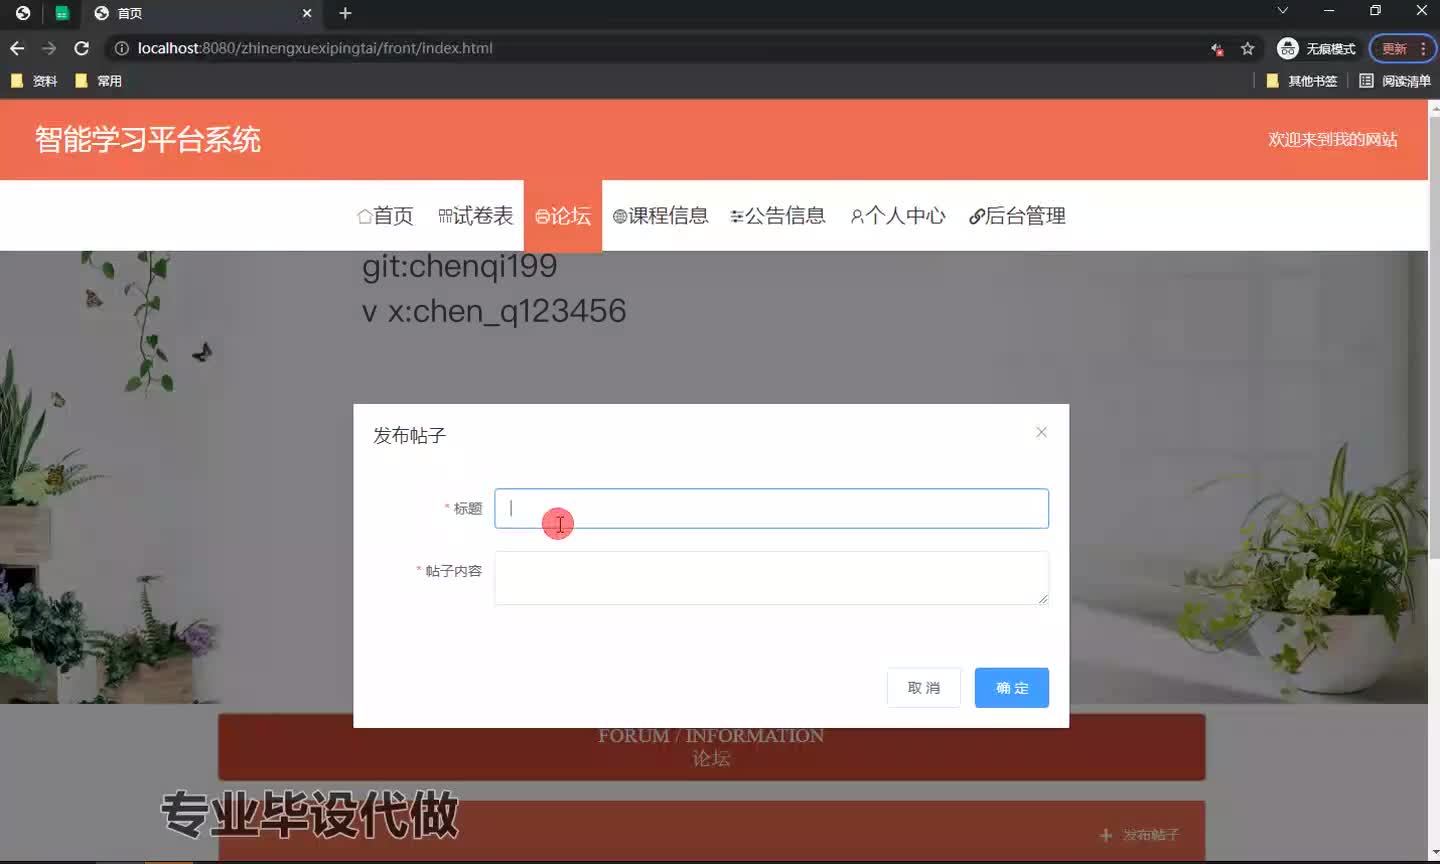 首页
localhost:8080/zhinengxuexipingtai/front/index.html
无痕模式
更新
资料
常用
其他书签
阅读清单
智能学习平台系统
欢迎来到我的网站
首页
试卷表
论坛
课程信息
公告信息
个人中心
后台管理
git:chenqi199
v x:chen_q123456
发布帖子
* 标题
* 帖子内容
取消
确定
FORUM / INFORMATION
论坛
专业毕设代做
+ 发布帖子